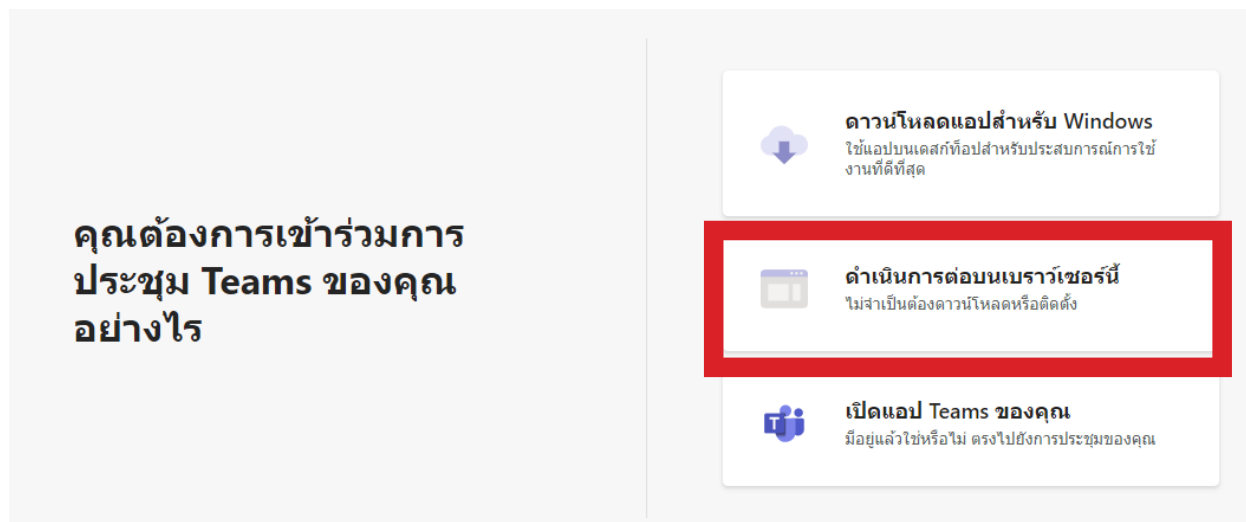 คุณต้องการเข้าร่วมการ
ประชุม Teams ของคุณ
อย่างไร
ดาวน์โหลดแอปสำหรับ Windows
ใช้แอปบนเดสก์ท็อปสำหรับประสบการณ์การใช้
งานที่ดีที่สุด
ดำเนินการต่อบนเบราว์เซอร์นี้
ไม่จำเป็นต้องดาวน์โหลดหรือติดตั้ง
เปิดแอป Teams ของคุณ
มีอยู่แล้วใช่หรือไม่ ตรงไปยังการประชุมของคุณ